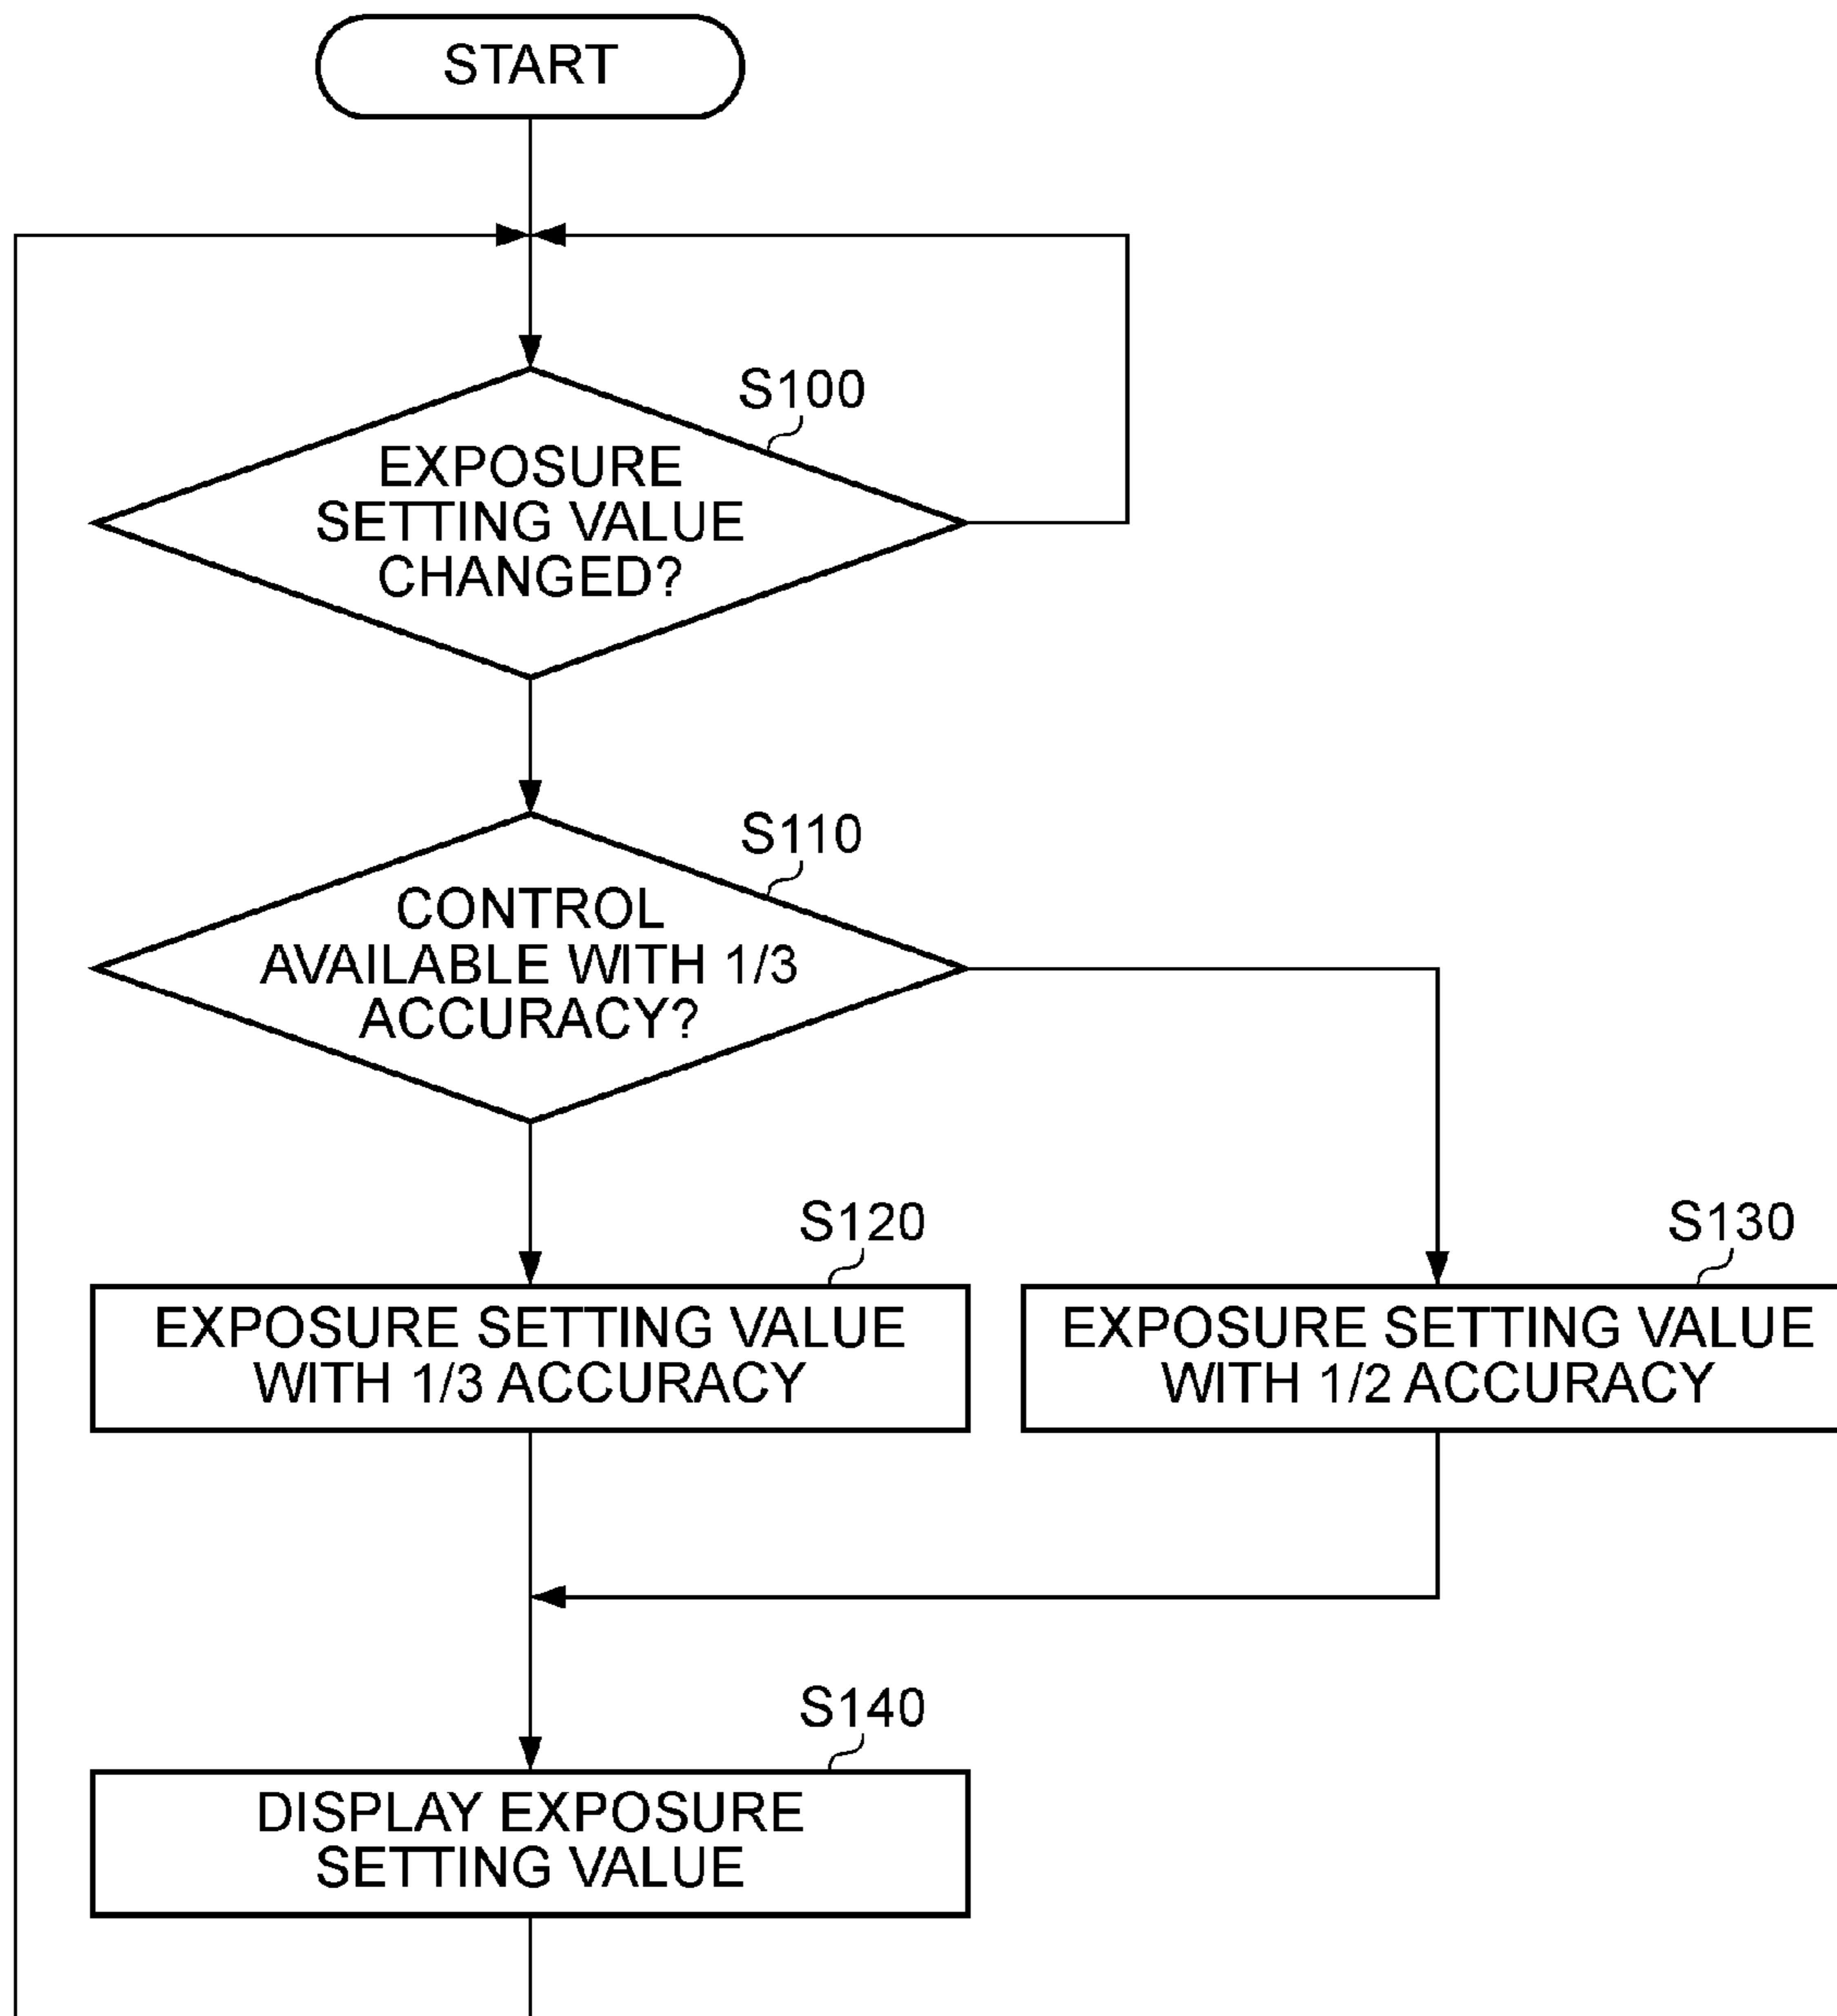 START
S100
EXPOSURE
SETTING VALUE
CHANGED?
S110
CONTROL
AVAILABLE WITH 1/3
ACCURACY?
S120
EXPOSURE SETTING VALUE
WITH 1/3 ACCURACY
S130
EXPOSURE SETTING VALUE
WITH 1/2 ACCURACY
S140
DISPLAY EXPOSURE
SETTING VALUE